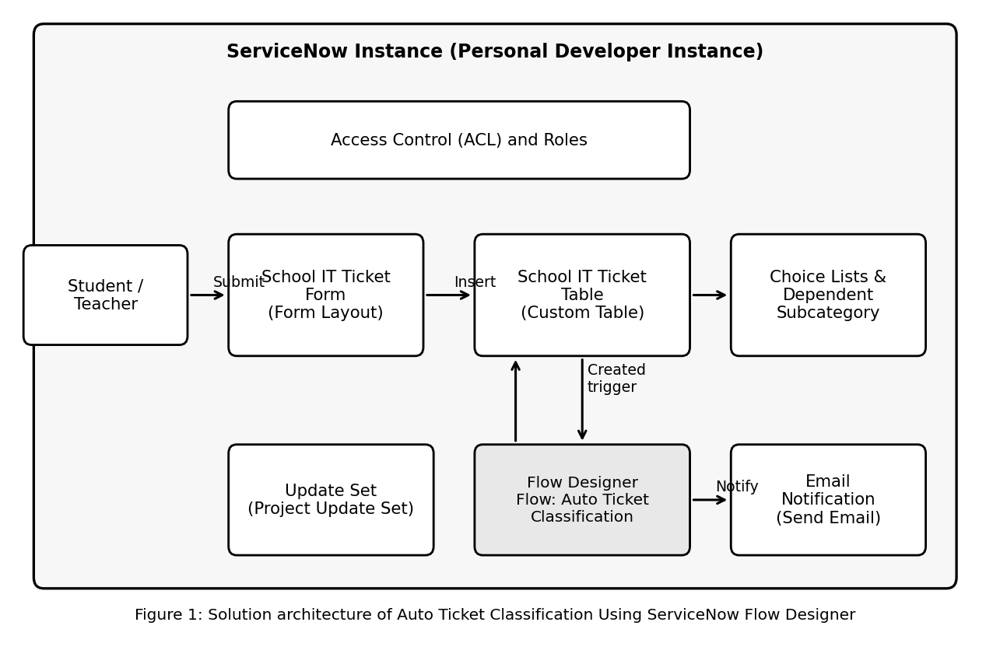 ServiceNow Instance (Personal Developer Instance)
Access Control (ACL) and Roles
Student /
Teacher
Submit
School IT Ticket
Form
(Form Layout)
Insert
School IT Ticket
Table
(Custom Table)
Choice Lists &
Dependent
Subcategory
Created
trigger
Update Set
(Project Update Set)
Flow Designer
Flow: Auto Ticket
Classification
Notify
Email
Notification
(Send Email)
Figure 1: Solution architecture of Auto Ticket Classification Using ServiceNow Flow Designer